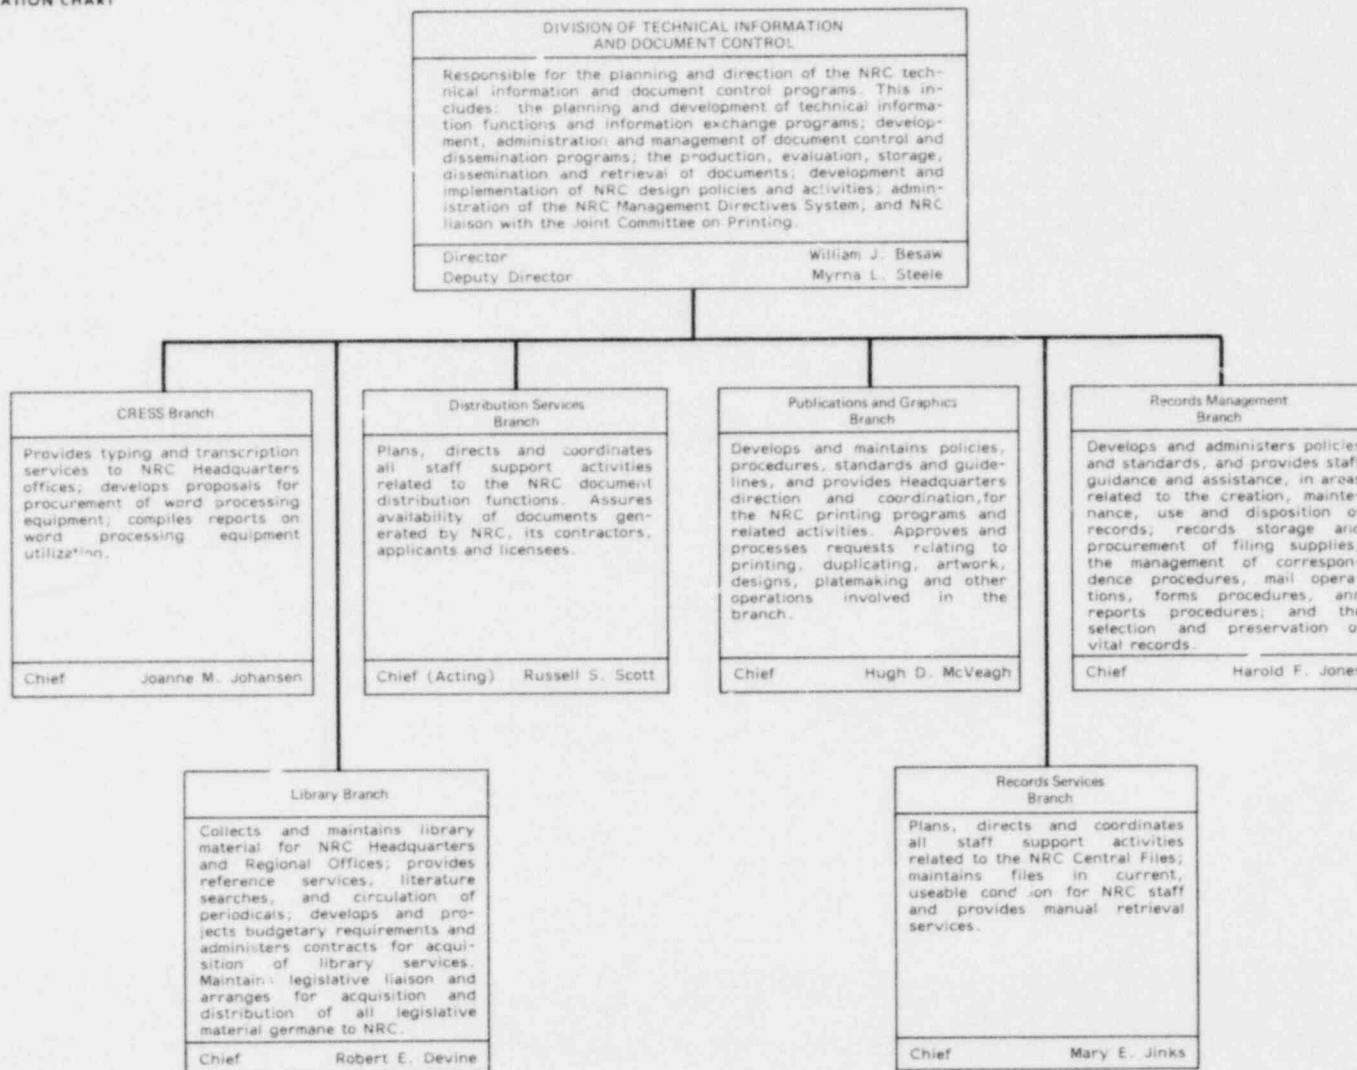 ATION CHART
DIVISION OF TECHNICAL INFORMATION
AND DOCUMENT CONTROL
Responsible for the planning and direction of the NRC tech-
nical information and document control programs. This in-
cludes: the planning and development of technical informa-
tion functions and information exchange programs; develop-
ment, administration and management of document control and
dissemination programs; the production, evaluation, storage,
dissemination and retrieval of documents; development and
implementation of NRC design policies and activities; admin-
istration of the NRC Management Directives System, and NRC
liaison with the Joint Committee on Printing.
Director William J. Besaw
Deputy Director Myrna L. Steele
CRESS Branch
Provides typing and transcription
services to NRC Headquarters
offices; develops proposals for
procurement of word processing
equipment; compiles reports on
word processing equipment
utilization.
Chief Joanne M. Johansen
Distribution Services
Branch
Plans, directs and coordinates
all staff support activities
related to the NRC document
distribution functions. Assures
availability of documents gen-
erated by NRC, its contractors,
applicants and licensees.
Chief (Acting) Russell S. Scott
Publications and Graphics
Branch
Develops and maintains policies,
procedures, standards and guide-
lines, and provides Headquarters
direction and coordination,for
the NRC printing programs and
related activities. Approves and
processes requests relating to
printing, duplicating, artwork,
designs, platemaking and other
operations involved in the
branch.
Chief Hugh D. McVeagh
Records Management
Branch
Develops and administers policies
and standards, and provides staff
guidance and assistance, in areas
related to the creation, mainte
nance, use and disposition o
records; records storage and
procurement of filing supplies
the management of correspon
dence procedures, mail opera
tions, forms procedures, and
reports procedures; and the
selection and preservation o
vital records.
Chief Harold F. Jones
Library Branch
Collects and maintains library
material for NRC Headquarters
and Regional Offices; provides
reference services, literature
searches, and circulation of
periodicals; develops and pro-
jects budgetary requirements and
administers contracts for acqui-
sition of library services.
Maintain legislative liaison and
arranges for acquisition and
distribution of all legislative
material germane to NRC.
Chief Robert E. Devine
Records Services
Branch
Plans, directs and coordinates
all staff support activities
related to the NRC Central Files;
maintains files in current,
useable condition for NRC staff
and provides manual retrieval
services.
Chief Mary E. Jinks